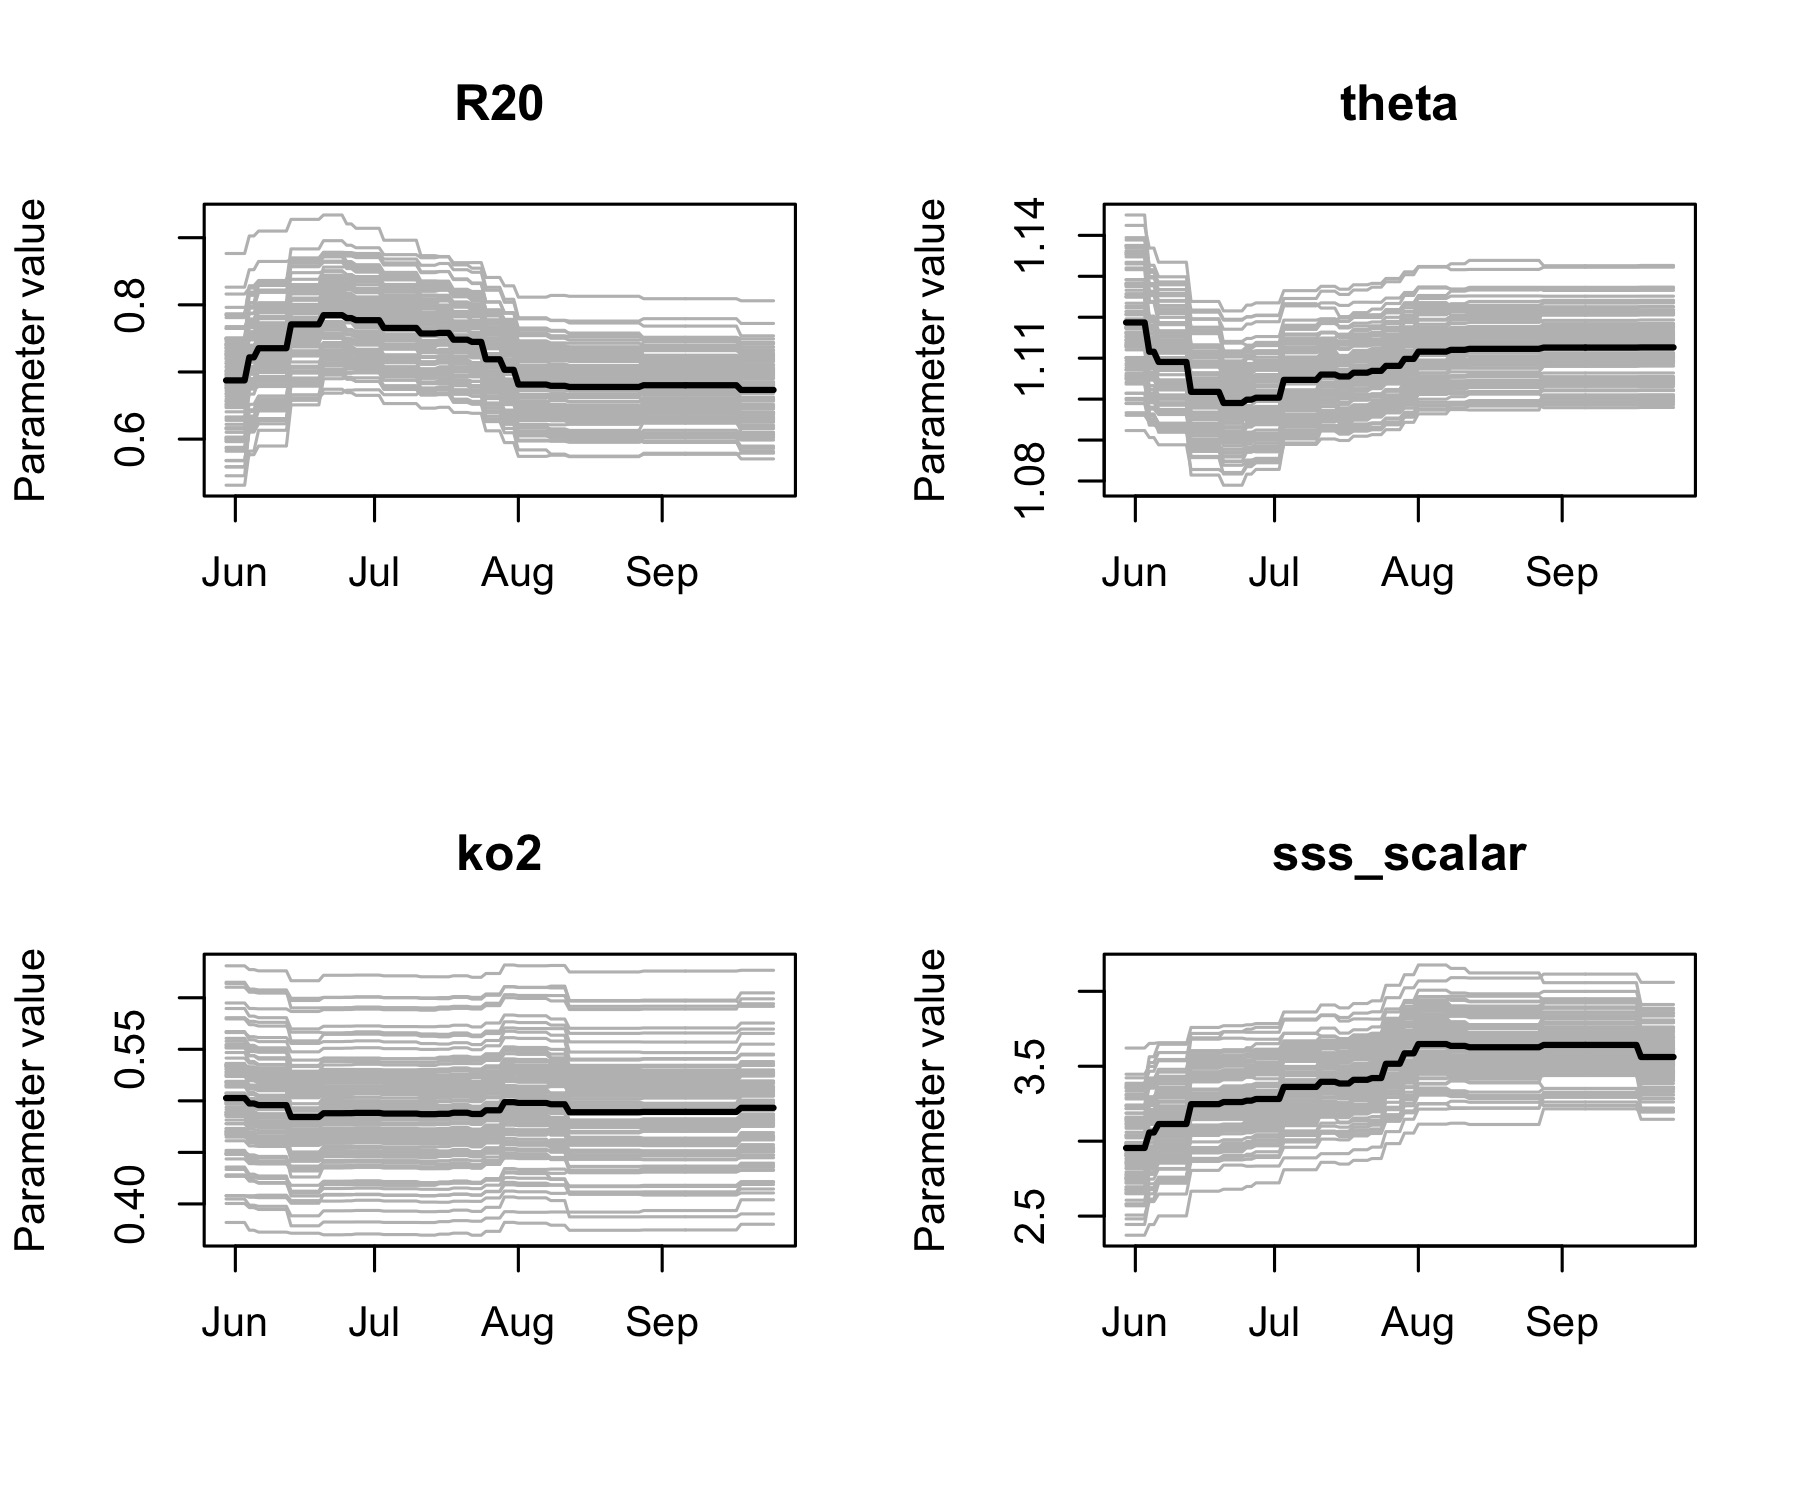 R20
Parameter value
0.8
0.6
Jun Jul Aug Sep
theta
Parameter value
1.14
1.11
1.08
Jun Jul Aug Sep
ko2
Parameter value
0.55
0.40
Jun Jul Aug Sep
sss_scalar
Parameter value
3.5
2.5
Jun Jul Aug Sep